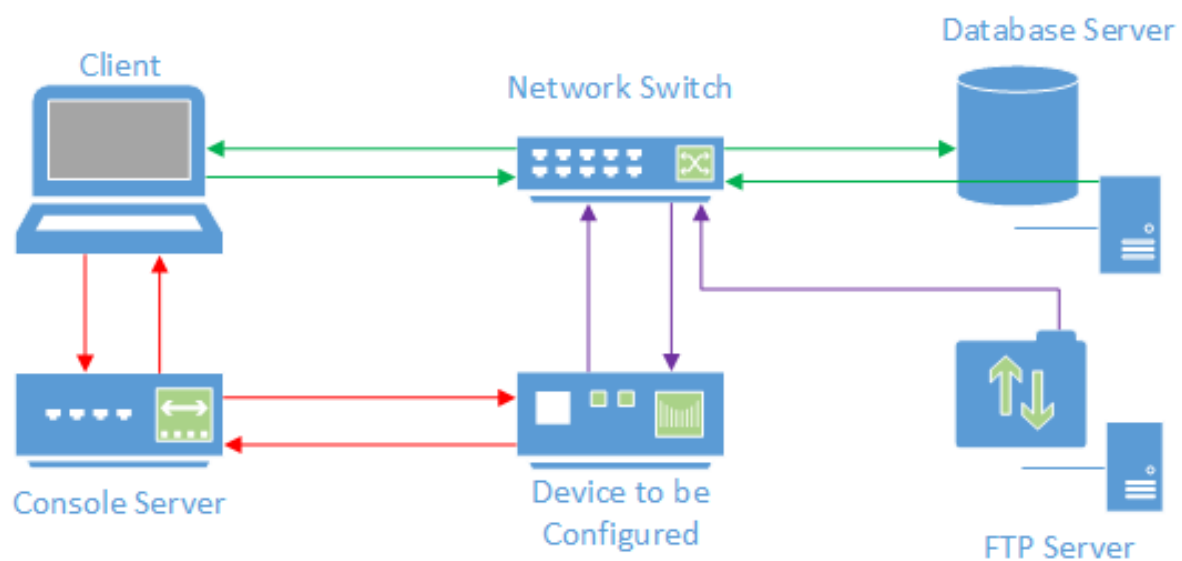 Client
Network Switch
Database Server
Console Server
Device to be
Configured
FTP Server